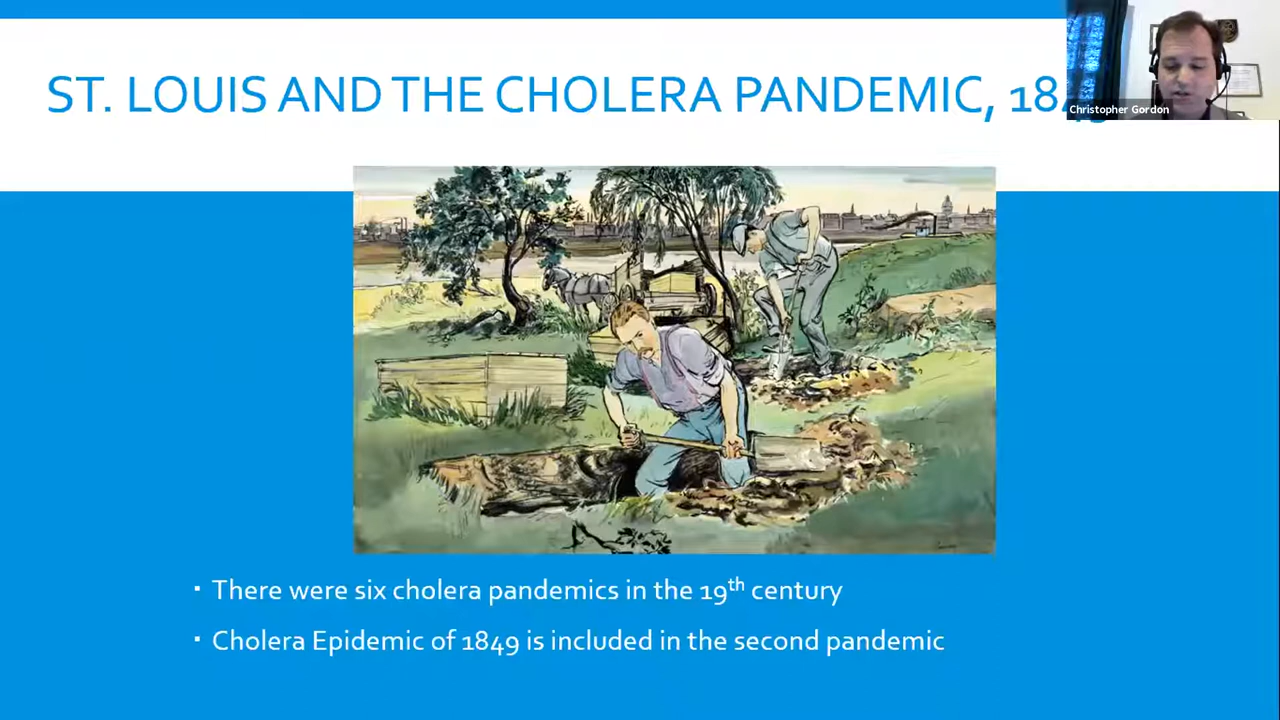 ST. LOUIS AND THE CHOLERA PANDEMIC,
Christopher Gordon
There were six cholera pandemics in the 19th century
Cholera Epidemic of 1849 is included in the second pandemic